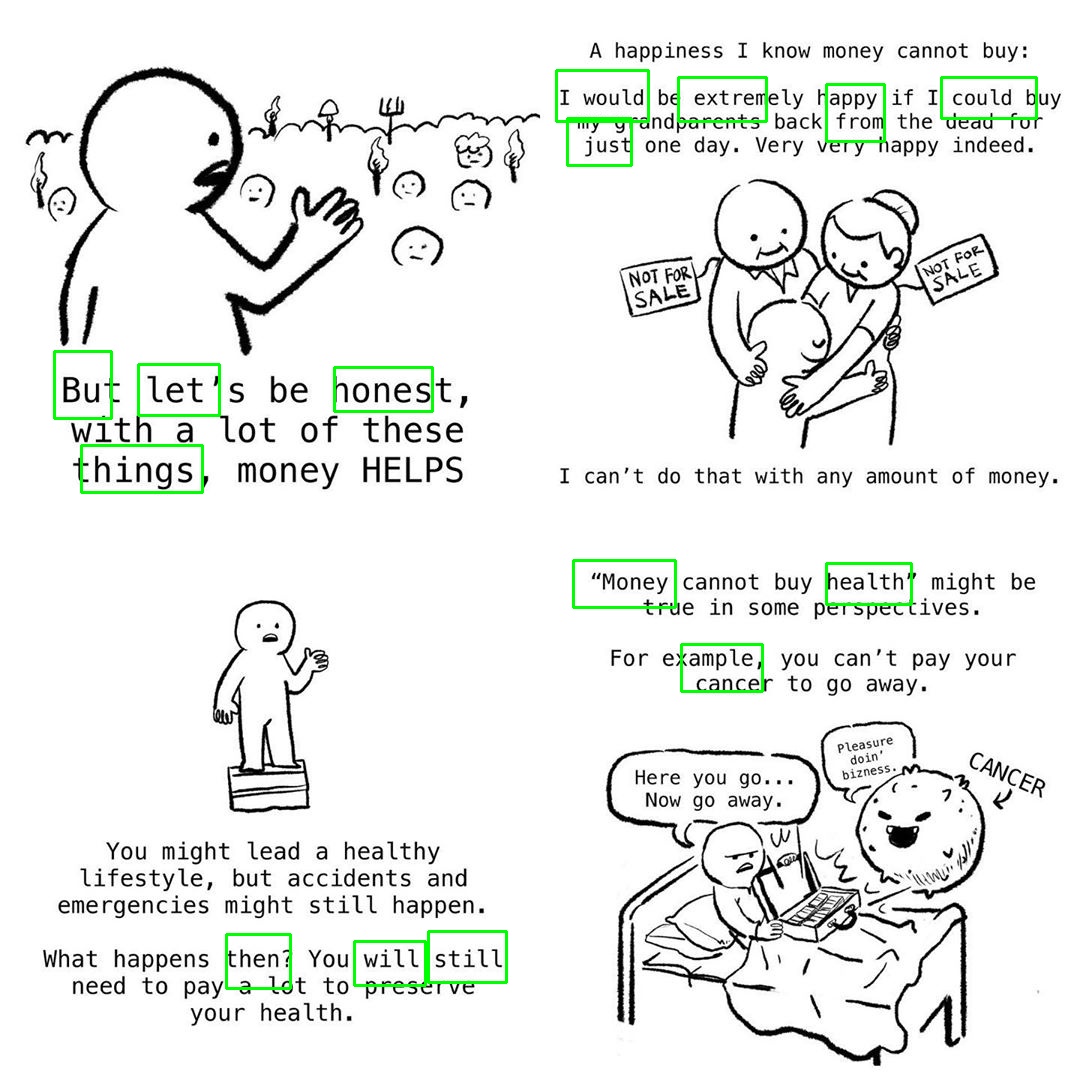 But let's be honest,
with a lot of these
things, money HELPS
A happiness I know money cannot buy:
I would be extremely happy if I could buy
my grandparents back from the dead for
just one day. Very very happy indeed.
NOT FOR
SALE
NOT FOR
SALE
I can't do that with any amount of money.
You might lead a healthy
lifestyle, but accidents and
emergencies might still happen.
What happens then? You will still
need to pay a lot to preserve
your health.
“Money cannot buy health” might be
true in some perspectives.
For example, you can't pay your
cancer to go away.
Pleasure
doin'
bizness.
Here you go...
Now go away.
CANCER